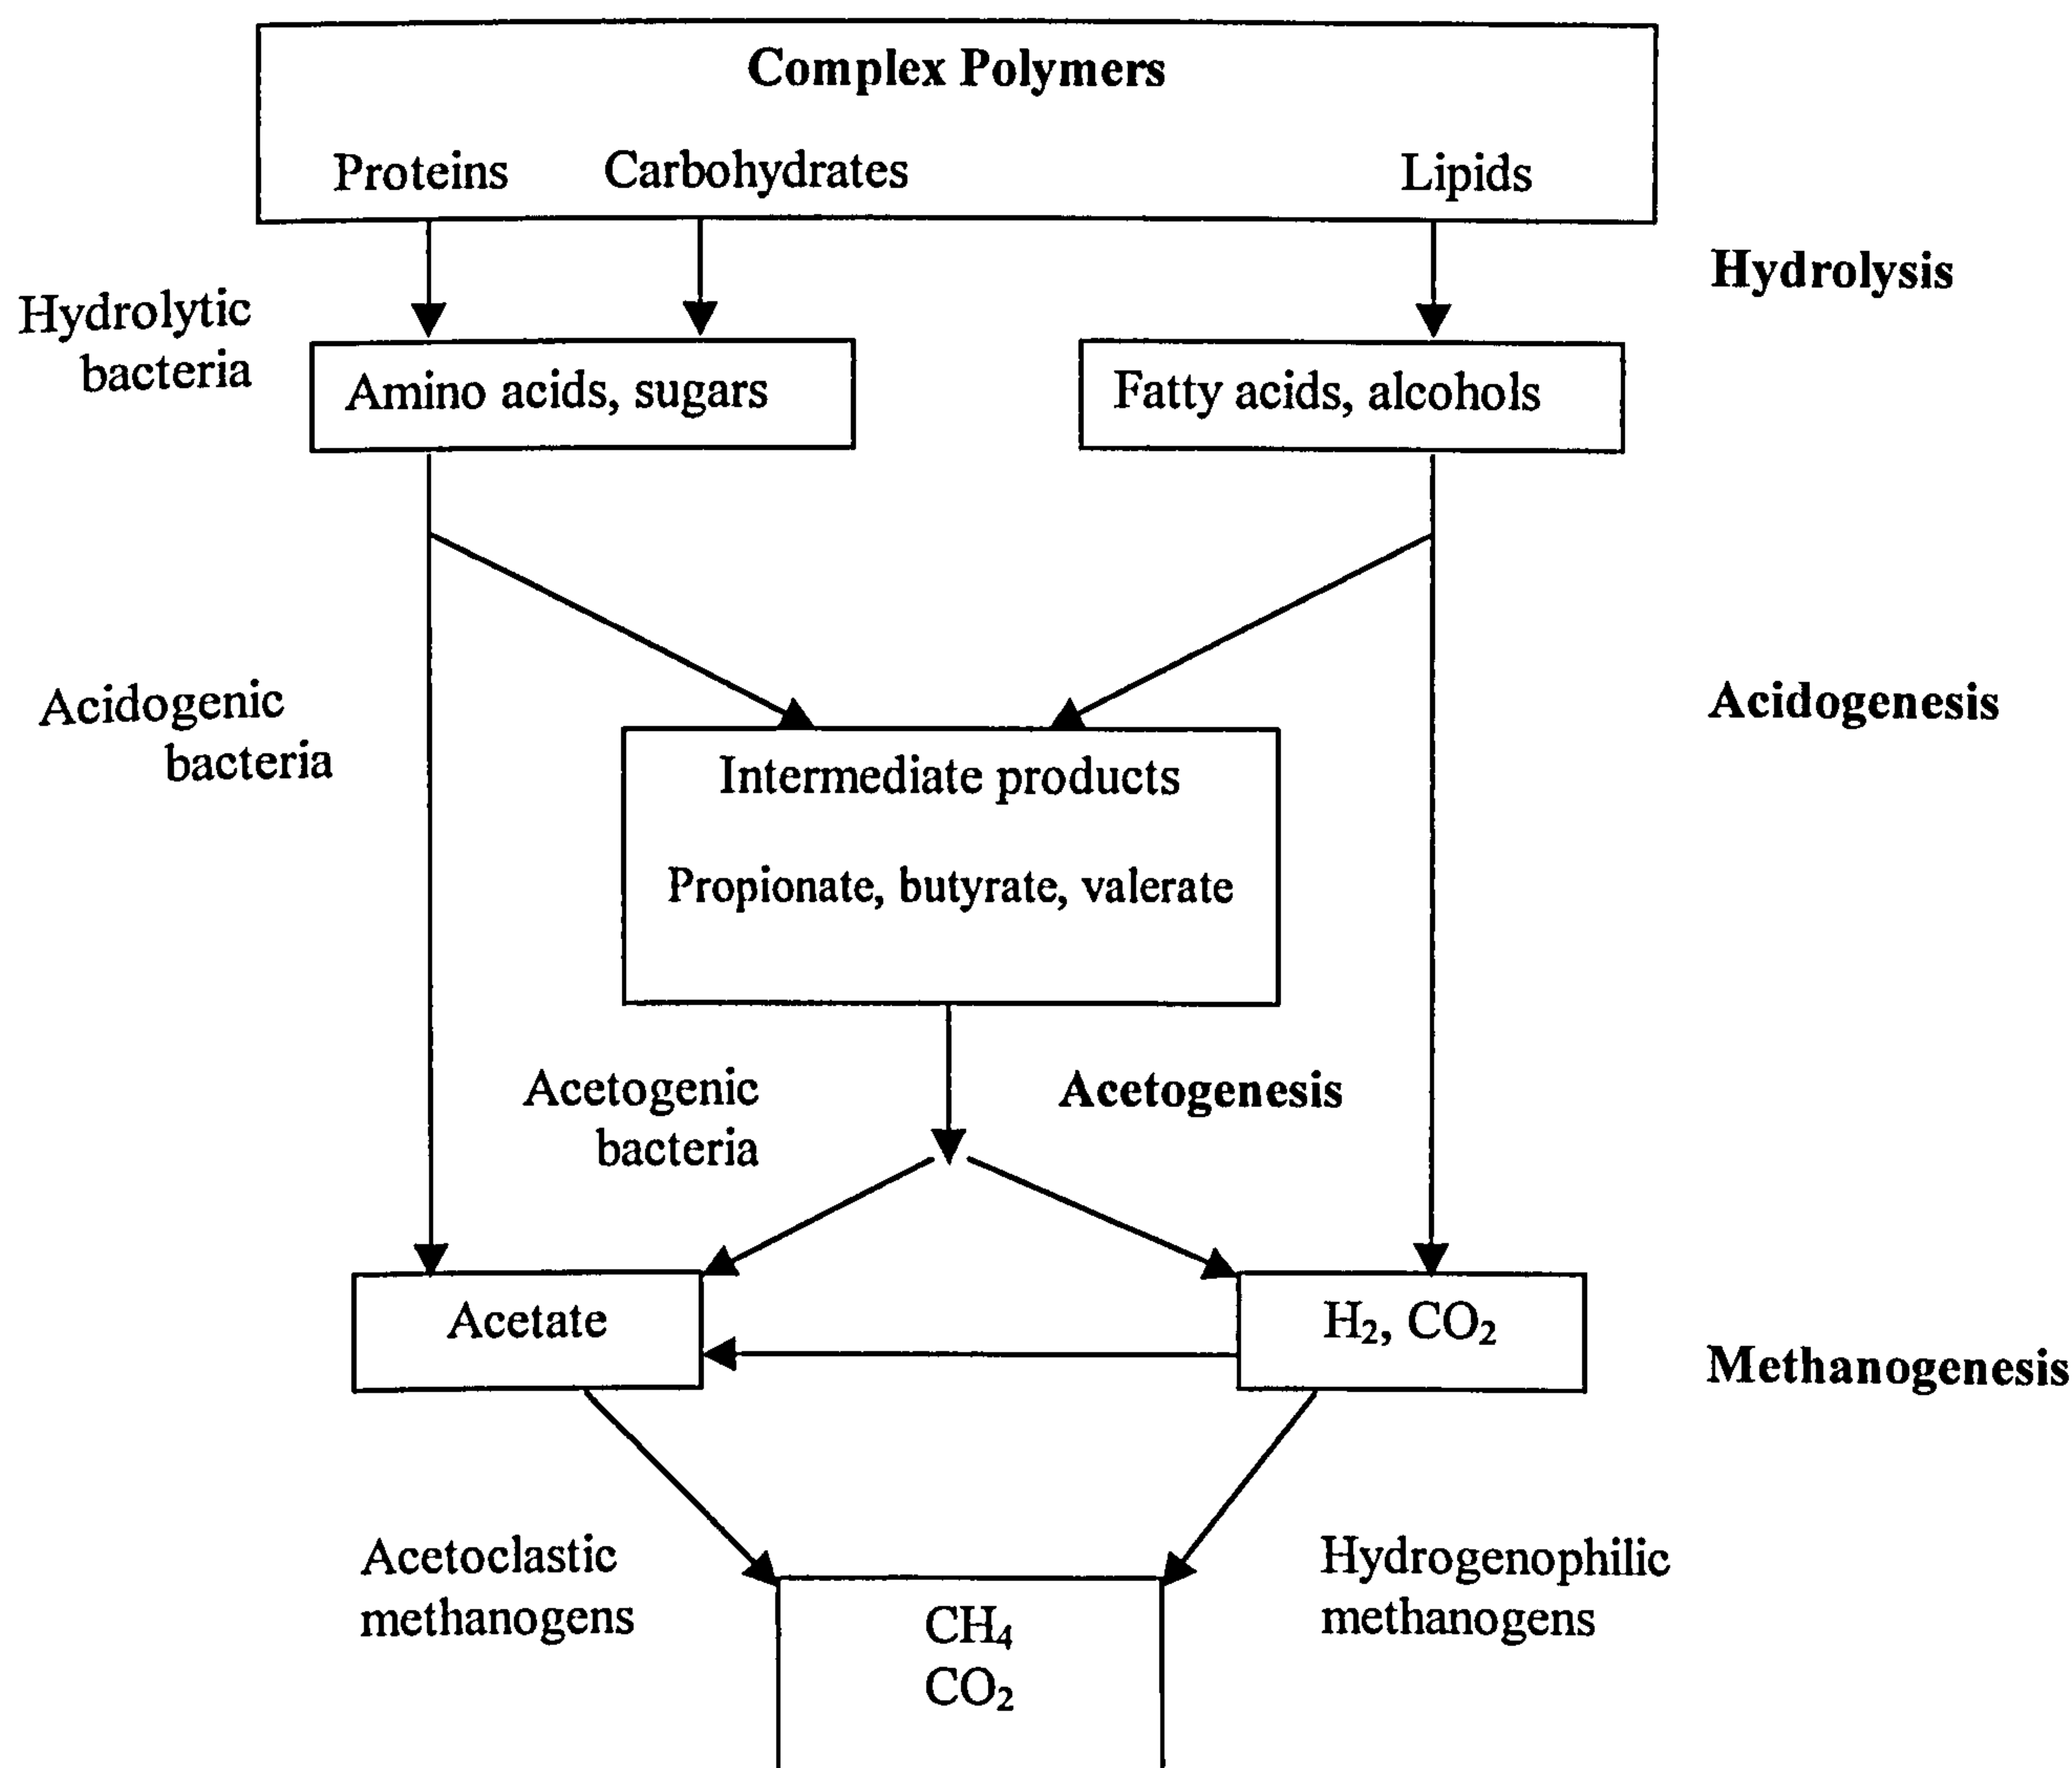 Complex Polymers
Proteins Carbohydrates Lipids
Hydrolysis
Hydrolytic
bacteria
Amino acids, sugars
Fatty acids, alcohols
Acidogenic
bacteria
Acidogenesis
Intermediate products
Propionate, butyrate, valerate
Acetogenic
bacteria
Acetogenesis
Acetate
H₂, CO₂
Methanogenesis
Acetoclastic
methanogens
Hydrogenophilic
methanogens
CH₄
CO₂